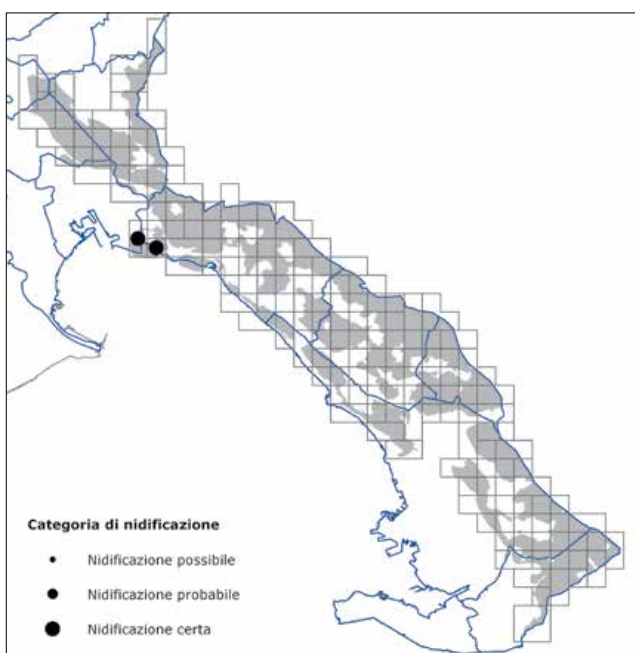 Categoria di nidificazione
Nidificazione possibile
Nidificazione probabile
Nidificazione certa